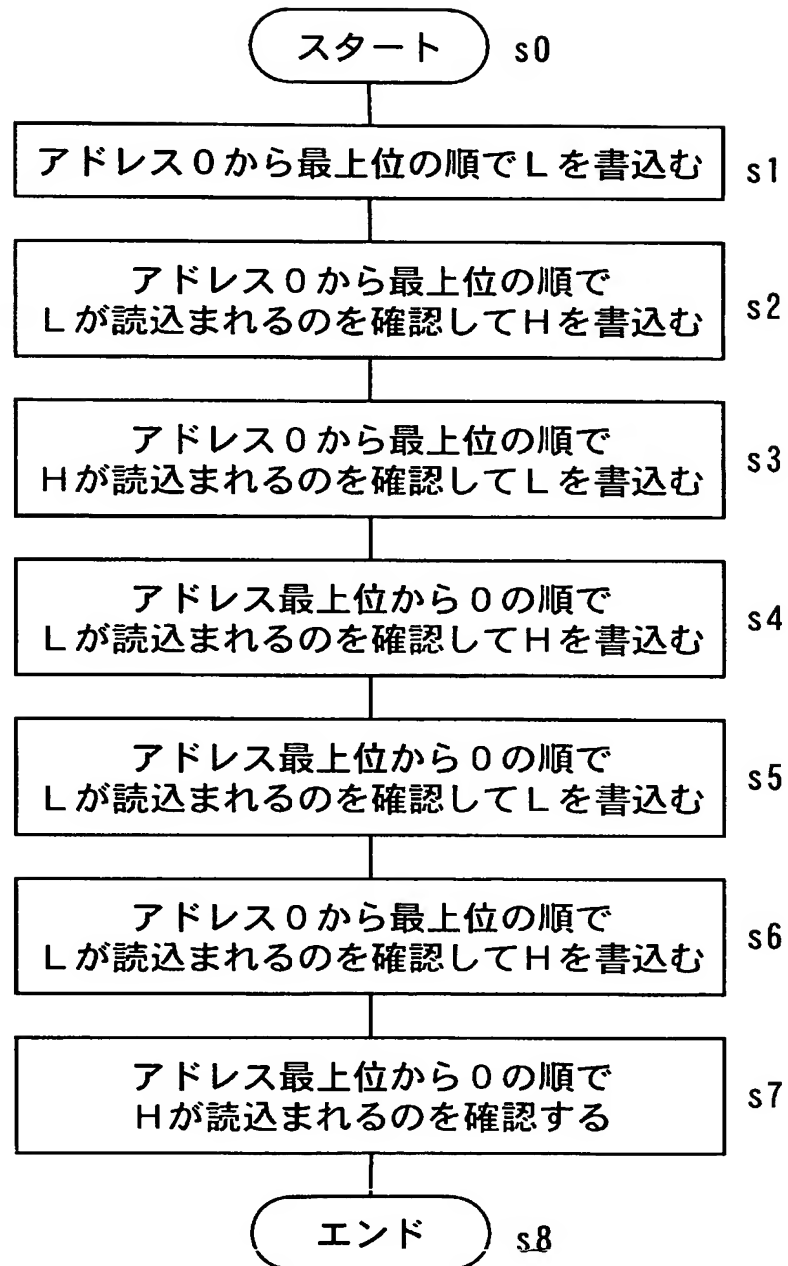 スタート s0
アドレス0から最上位の順でLを書込む s1
アドレス0から最上位の順で
Lが読込まれるのを確認してHを書込む s2
アドレス0から最上位の順で
Hが読込まれるのを確認してLを書込む s3
アドレス最上位から0の順で
Lが読込まれるのを確認してHを書込む s4
アドレス最上位から0の順で
Lが読込まれるのを確認してLを書込む s5
アドレス0から最上位の順で
Lが読込まれるのを確認してHを書込む s6
アドレス最上位から0の順で
Hが読込まれるのを確認する s7
エンド s8